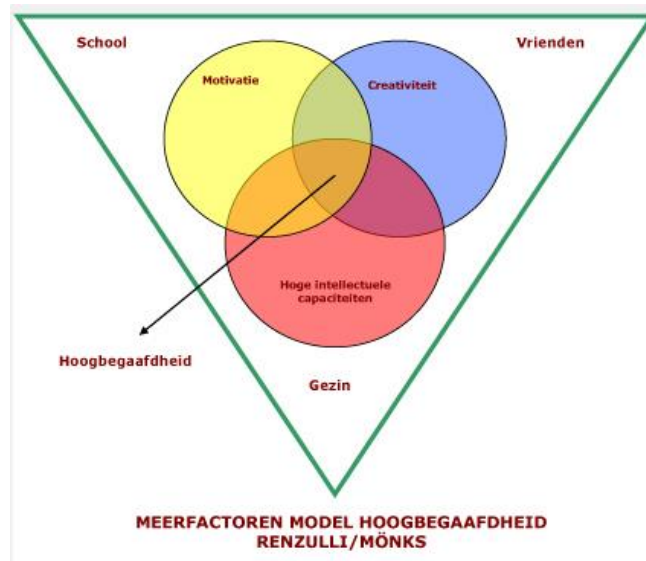 School
Vrienden
Motivatie
Creativiteit
Hoge intellectuele
capaciteiten
Hoogbegaafdheid
Gezin
MEERFACTOREN MODEL HOOGBEGAAFDHEID
RENZULLI/MÖNKS